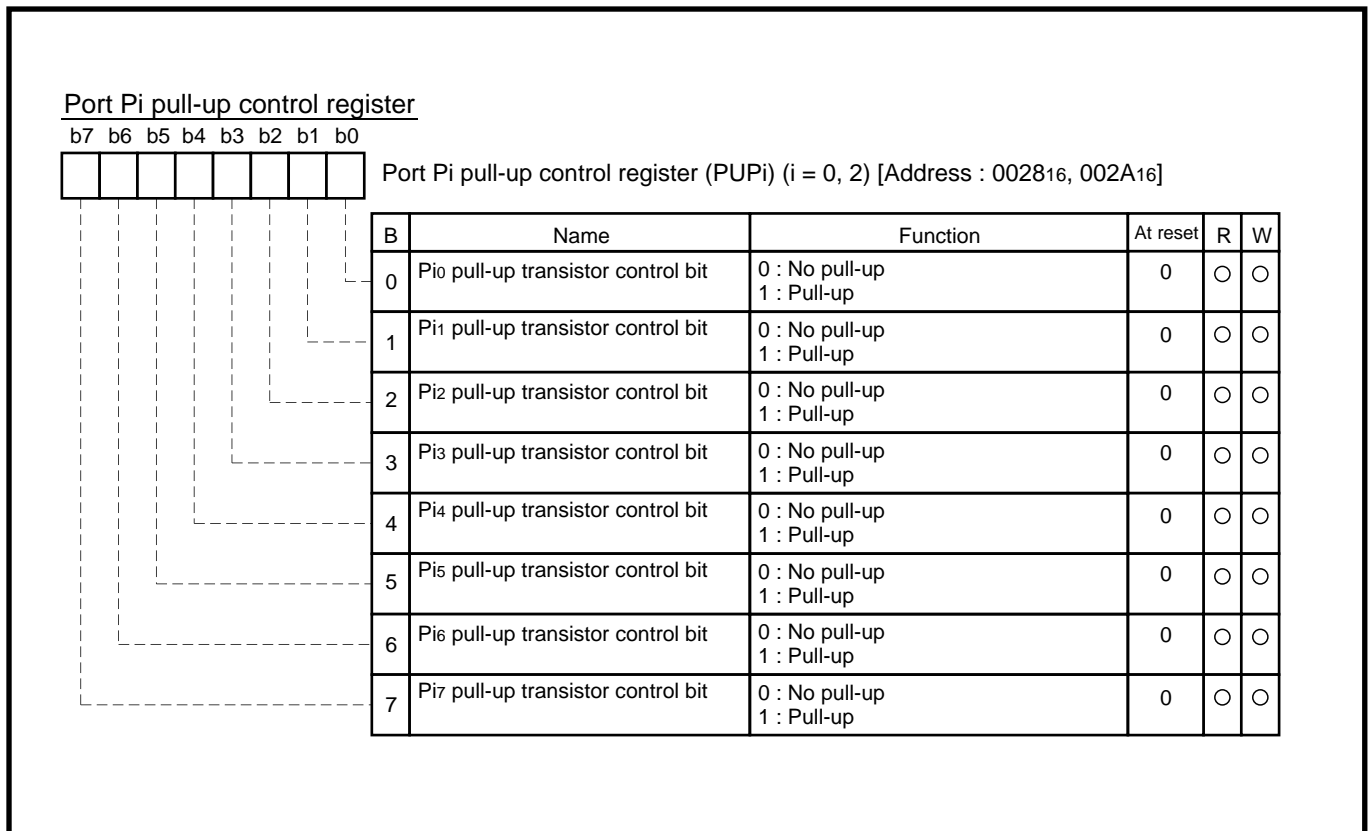 Port Pi pull-up control register
b7 b6 b5 b4 b3 b2 b1 b0
Port Pi pull-up control register (PUPi) (i = 0, 2) [Address : 002816, 002A16]
B Name Function At reset R W
0 Pi0 pull-up transistor control bit 0 : No pull-up 0 ○ ○
1 : Pull-up
1 Pi1 pull-up transistor control bit 0 : No pull-up 0 ○ ○
1 : Pull-up
2 Pi2 pull-up transistor control bit 0 : No pull-up 0 ○ ○
1 : Pull-up
3 Pi3 pull-up transistor control bit 0 : No pull-up 0 ○ ○
1 : Pull-up
4 Pi4 pull-up transistor control bit 0 : No pull-up 0 ○ ○
1 : Pull-up
5 Pi5 pull-up transistor control bit 0 : No pull-up 0 ○ ○
1 : Pull-up
6 Pi6 pull-up transistor control bit 0 : No pull-up 0 ○ ○
1 : Pull-up
7 Pi7 pull-up transistor control bit 0 : No pull-up 0 ○ ○
1 : Pull-up